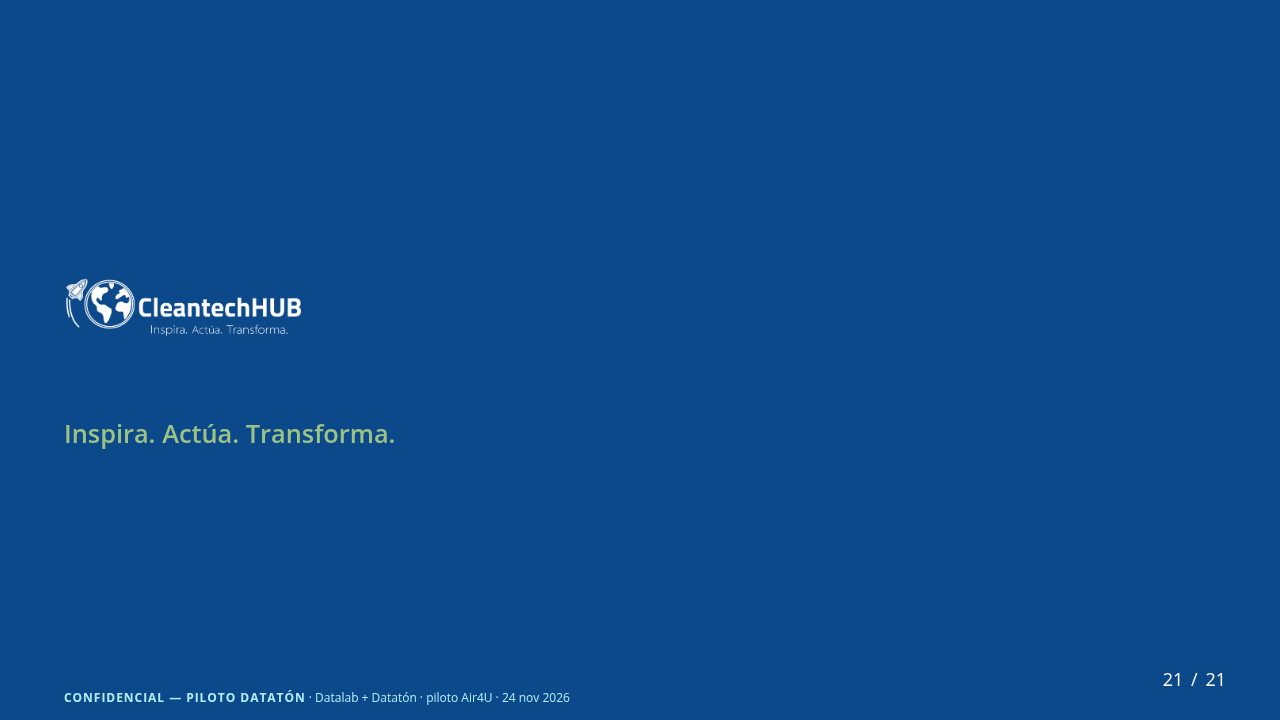 CleantechHUB
Inspira. Actúa. Transforma.
Inspira. Actúa. Transforma.
21 / 21
CONFIDENCIAL — PILOTO DATATÓN · Datalab + Datatón · piloto Air4U · 24 nov 2026